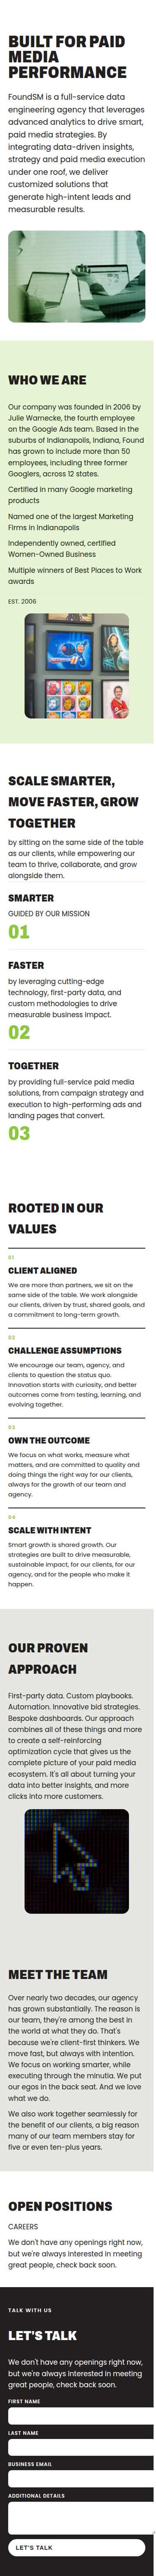 BUILT FOR PAID
MEDIA
PERFORMANCE
FoundSM is a full-service data
engineering agency that leverages
advanced analytics to drive smart,
paid media strategies. By
integrating data-driven insights,
strategy and paid media execution
under one roof, we deliver
customized solutions that
generate high-intent leads and
measurable results.
WHO WE ARE
Our company was founded in 2006 by
Julie Warnecke, the fourth employee
on the Google Ads team. Based in the
suburbs of Indianapolis, Indiana, Found
has grown to include more than 50
employees, including three former
Googlers, across 12 states.
Certified in many Google marketing
products
Named one of the largest Marketing
Firms in Indianapolis
Independently owned, certified
Women-Owned Business
Multiple winners of Best Places to Work
awards
EST. 2006
SCALE SMARTER,
MOVE FASTER, GROW
TOGETHER
by sitting on the same side of the table
as our clients, while empowering our
team to thrive, collaborate, and grow
alongside them.
SMARTER
GUIDED BY OUR MISSION
01
FASTER
by leveraging cutting-edge
technology, first-party data, and
custom methodologies to drive
measurable business impact.
02
TOGETHER
by providing full-service paid media
solutions, from campaign strategy and
execution to high-performing ads and
landing pages that convert.
03
ROOTED IN OUR
VALUES
01
CLIENT ALIGNED
We are more than partners, we sit on the
same side of the table. We work alongside
our clients, driven by trust, shared goals, and
a commitment to long-term growth.
02
CHALLENGE ASSUMPTIONS
We encourage our team, agency, and
clients to question the status quo.
Innovation starts with curiosity, and better
outcomes come from testing, learning, and
evolving together.
03
OWN THE OUTCOME
We focus on what works, measure what
matters, and are committed to quality and
doing things the right way for our clients,
always for the growth of our team and
agency.
04
SCALE WITH INTENT
Smart growth is shared growth. Our
strategies are built to drive measurable,
sustainable impact, for our clients, for our
agency, and for the people who make it
happen.
OUR PROVEN
APPROACH
First-party data. Custom playbooks.
Automation. Innovative bid strategies.
Bespoke dashboards. Our approach
combines all of these things and more
to create a self-reinforcing
optimization cycle that gives us the
complete picture of your paid media
ecosystem. It's all about turning your
data into better insights, and more
clicks into more customers.
MEET THE TEAM
Over nearly two decades, our agency
has grown substantially. The reason is
our team, they're among the best in
the world at what they do. That's
because we're client-first thinkers. We
move fast, but always with intention.
We focus on working smarter, while
executing through the minutia. We put
our egos in the back seat. And we love
what we do.
We also work together seamlessly for
the benefit of our clients, a big reason
many of our team members stay for
five or even ten-plus years.
OPEN POSITIONS
CAREERS
We don't have any openings right now,
but we're always interested in meeting
great people, check back soon.
TALK WITH US
LET'S TALK
We don't have any openings right now,
but we're always interested in meeting
great people, check back soon.
FIRST NAME
LAST NAME
BUSINESS EMAIL
ADDITIONAL DETAILS
LET'S TALK